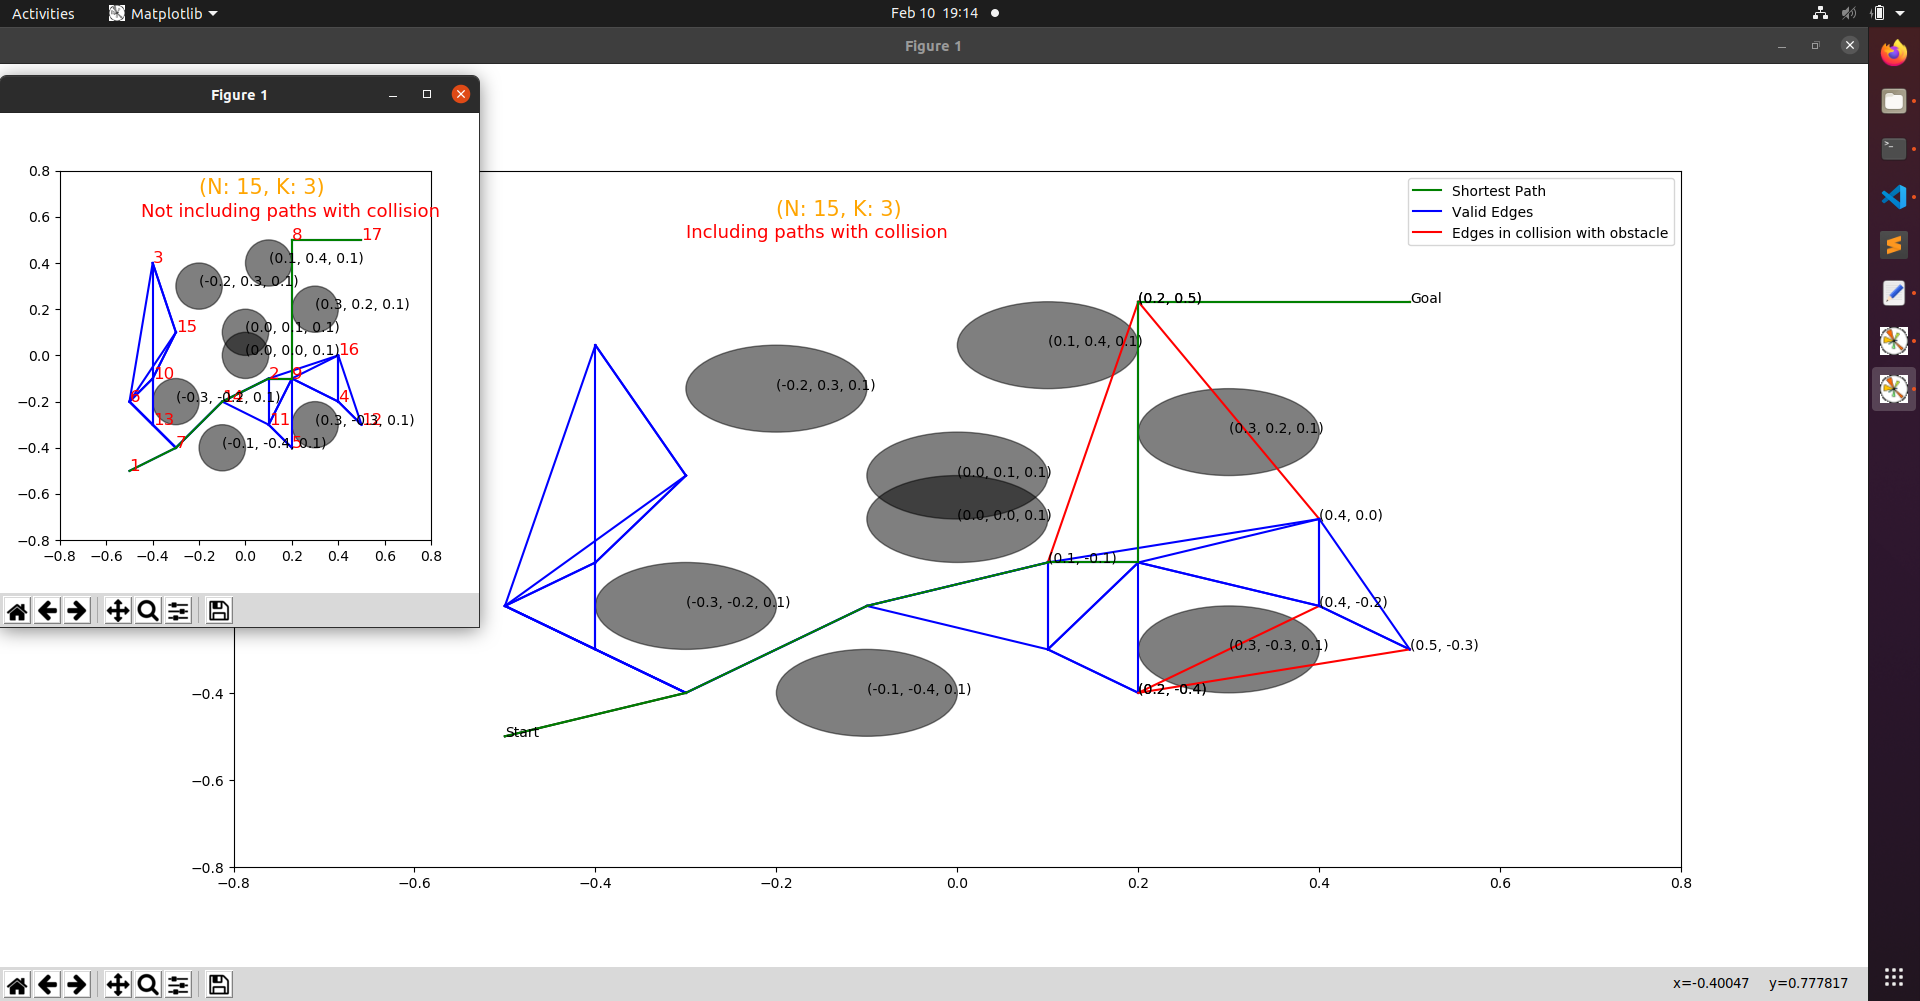 Activities
Matplotlib
Feb 10 19:14
Figure 1
Figure 1
0.8
0.6
0.4
0.2
0.0
−0.2
−0.4
−0.6
−0.8
−0.8 −0.6 −0.4 −0.2 0.0 0.2 0.4 0.6 0.8
(N: 15, K: 3)
Not including paths with collision
8
17
3
(0.1, 0.4, 0.1)
(-0.2, 0.3, 0.1)
(0.3, 0.2, 0.1)
15
(0.0, 0.1, 0.1)
(0.0, 0.0, 0.1)
16
10
2
9
6
(-0.3, -0.2, 0.1)
14
4
13
11
(0.3, -0.3, 0.1)
12
7
(-0.1, -0.4, 0.1)
5
1
(N: 15, K: 3)
Including paths with collision
Shortest Path
Valid Edges
Edges in collision with obstacle
(0.2, 0.5)
Goal
(0.1, 0.4, 0.1)
(-0.2, 0.3, 0.1)
(0.3, 0.2, 0.1)
(0.0, 0.1, 0.1)
(0.0, 0.0, 0.1)
(0.4, 0.0)
(0.1, -0.1)
(-0.3, -0.2, 0.1)
(0.4, -0.2)
(0.3, -0.3, 0.1)
(0.5, -0.3)
(-0.1, -0.4, 0.1)
(0.2, -0.4)
Start
−0.4
−0.6
−0.8
−0.8 −0.6 −0.4 −0.2 0.0 0.2 0.4 0.6 0.8
x=-0.40047 y=0.777817